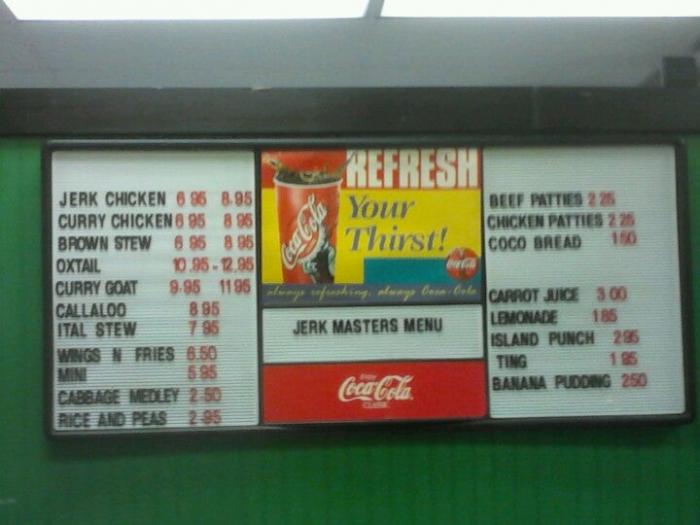 JERK CHICKEN 6 95 8.95
CURRY CHICKEN 6 95 8 95
BROWN STEW 6 95 8 95
OXTAIL 10.95-12.95
CURRY GOAT 9.95 11 95
CALLALOO 8 95
ITAL STEW 7 95
WINGS N FRIES 6.50
MINI 5 95
CABBAGE MEDLEY 2 50
RICE AND PEAS 2 95
REFRESH
Your
Thirst!
Coca-Cola
Coca-Cola
always refreshing, always Coca-Cola
JERK MASTERS MENU
ENJOY
Coca-Cola
CLASSIC
BEEF PATTIES 2 25
CHICKEN PATTIES 2 25
COCO BREAD 1 50
CARROT JUICE 3 00
LEMONADE 1 85
ISLAND PUNCH 2 95
TING 1 95
BANANA PUDDING 2 50